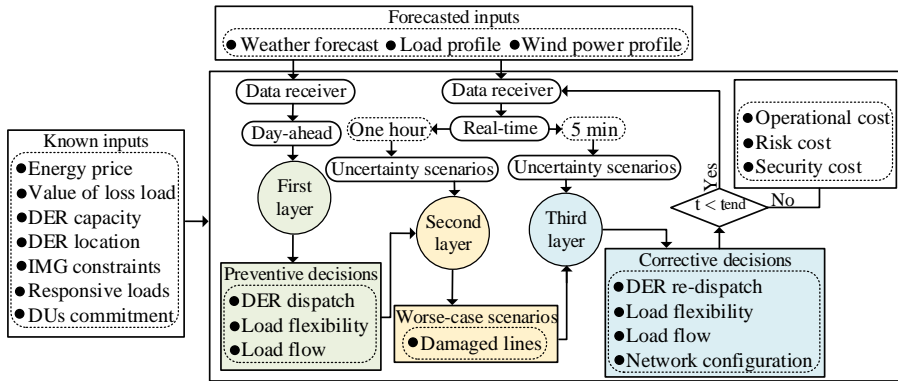 Forecasted inputs
●Weather forecast ●Load profile ●Wind power profile
Data receiver
Data receiver
Day-ahead
One hour
Real-time
5 min
Uncertainty scenarios
Uncertainty scenarios
First
layer
Second
layer
Third
layer
Known inputs
●Energy price
●Value of loss load
●DER capacity
●DER location
●IMG constraints
●Responsive loads
●DUs commitment
Preventive decisions
●DER dispatch
●Load flexibility
●Load flow
Worse-case scenarios
●Damaged lines
Corrective decisions
●DER re-dispatch
●Load flexibility
●Load flow
●Network configuration
t < tend
Yes
No
●Operational cost
●Risk cost
●Security cost